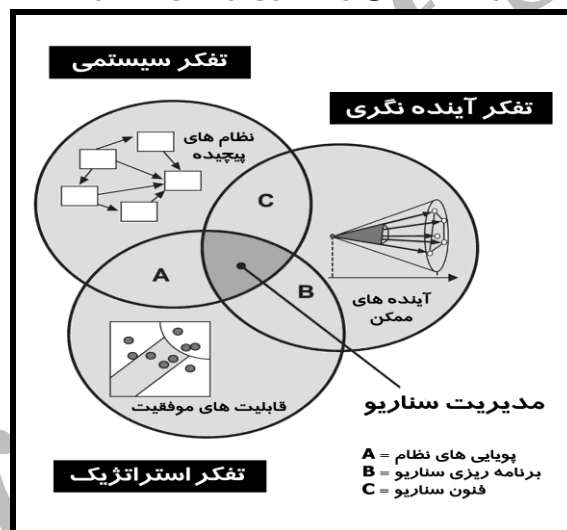 تفکر سیستمی
تفکر آینده نگری
نظام های
پیچیده
C
A
B
آینده های
ممکن
قابلیت های موفقیت
مدیریت سناریو
تفکر استراتژیک
A = پویایی های نظام
B = برنامه ریزی سناریو
C = فنون سناریو